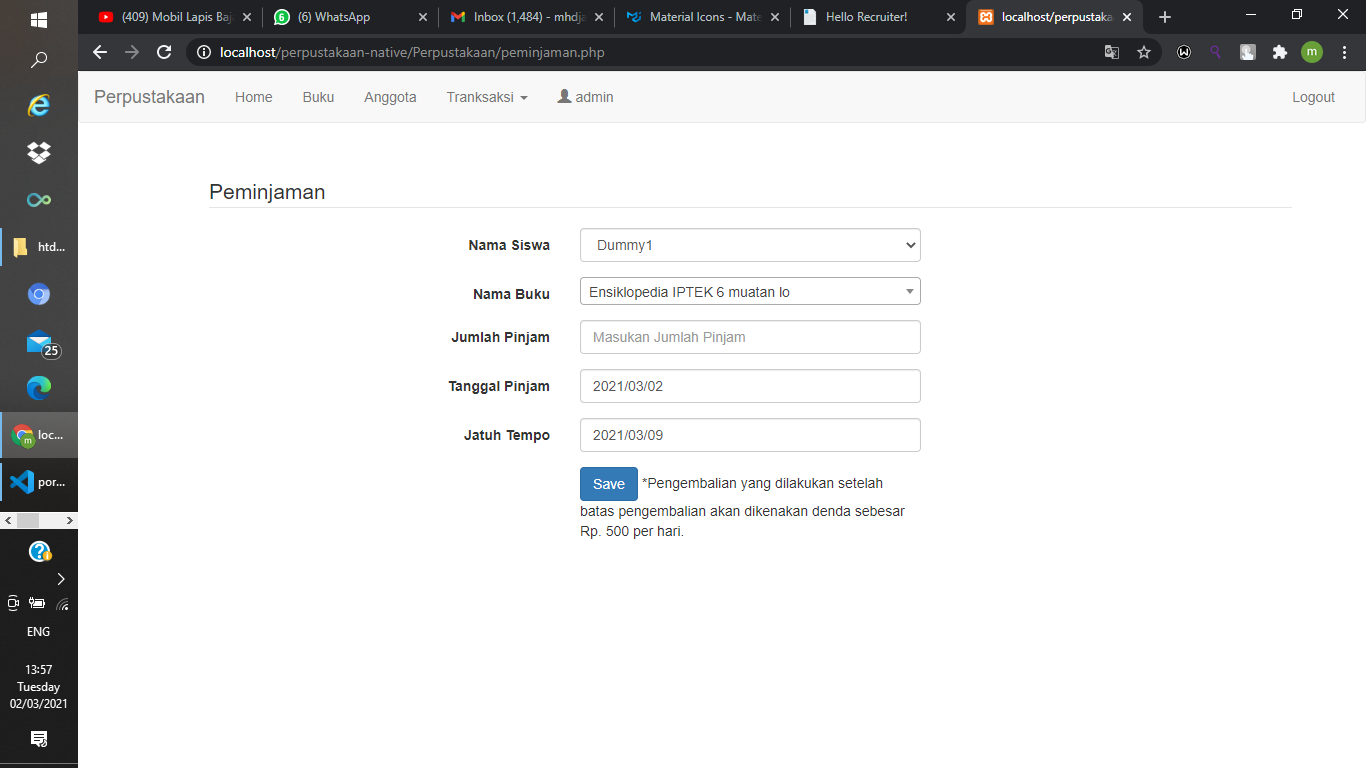 (409) Mobil Lapis Baj
(6) WhatsApp
Inbox (1,484) - mhdja
Material Icons - Mate
Hello Recruiter!
localhost/perpustaka
localhost/perpustakaan-native/Perpustakaan/peminjaman.php
m
Perpustakaan
Home
Buku
Anggota
Tranksaksi
admin
Logout
Peminjaman
Nama Siswa
Dummy1
Nama Buku
Ensiklopedia IPTEK 6 muatan lo
Jumlah Pinjam
Masukan Jumlah Pinjam
Tanggal Pinjam
2021/03/02
Jatuh Tempo
2021/03/09
Save *Pengembalian yang dilakukan setelah
batas pengembalian akan dikenakan denda sebesar
Rp. 500 per hari.
htd...
25
loc...
por...
ENG
13:57
Tuesday
02/03/2021